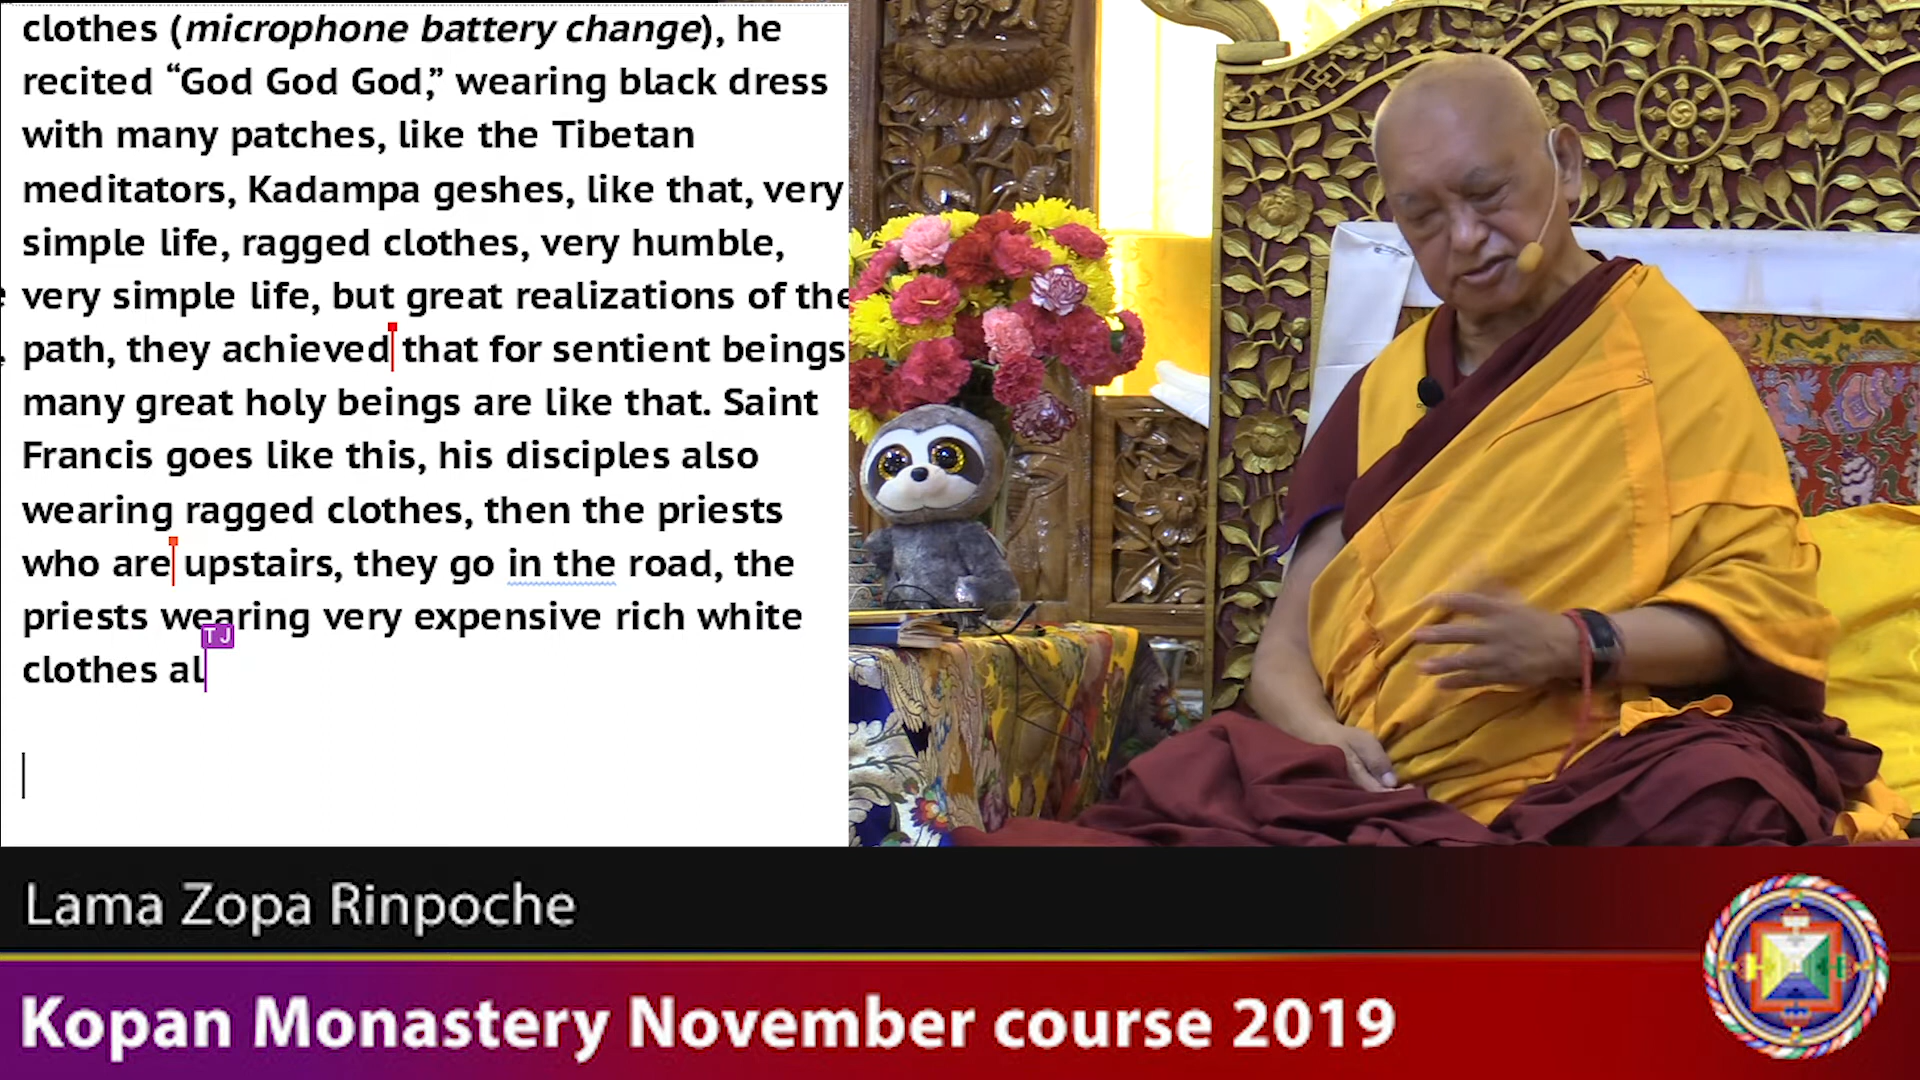 clothes (microphone battery change), he
recited “God God God,” wearing black dress
with many patches, like the Tibetan
meditators, Kadampa geshes, like that, very
simple life, ragged clothes, very humble,
very simple life, but great realizations of the
path, they achieved that for sentient beings
many great holy beings are like that. Saint
Francis goes like this, his disciples also
wearing ragged clothes, then the priests
who are upstairs, they go in the road, the
priests wearing very expensive rich white
TJ
clothes al
Lama Zopa Rinpoche
Kopan Monastery November course 2019